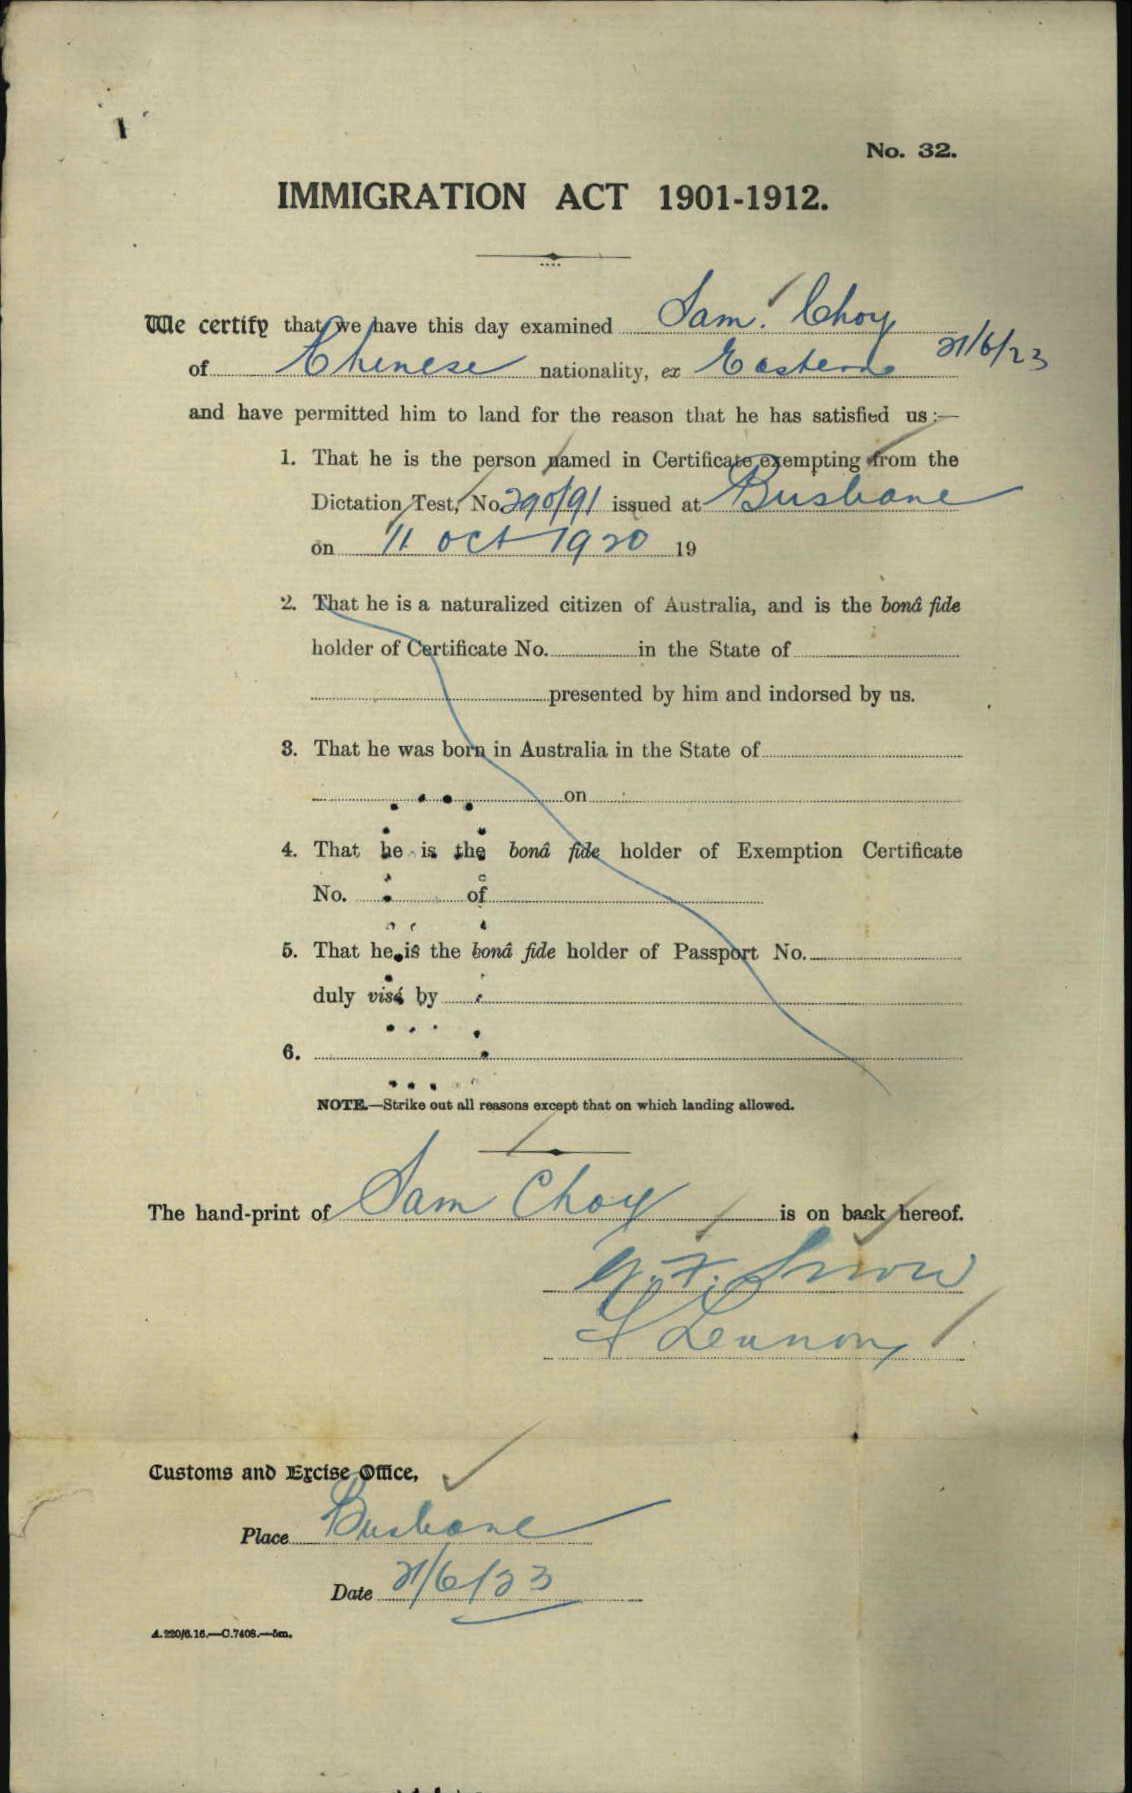 No. 32.
IMMIGRATION ACT 1901-1912.
We certify that we have this day examined Sam Choy
of Chinese nationality, ex Eastern 21/6/23
and have permitted him to land for the reason that he has satisfied us :—
1. That he is the person named in Certificate exempting from the
Dictation Test, No. 290/91 issued at Brisbane
on 11 Oct 1920 19
2. That he is a naturalized citizen of Australia, and is the bonâ fide
holder of Certificate No. in the State of
presented by him and indorsed by us.
3. That he was born in Australia in the State of
on
4. That he is the bonâ fide holder of Exemption Certificate
No. of
5. That he is the bonâ fide holder of Passport No.
duly visé by
6.
NOTE.—Strike out all reasons except that on which landing allowed.
The hand-print of Sam Choy is on back hereof.
Lennon
Customs and Excise Office,
Place Brisbane
Date 21/6/23
A.220/6.16.—C.7408.—5m.